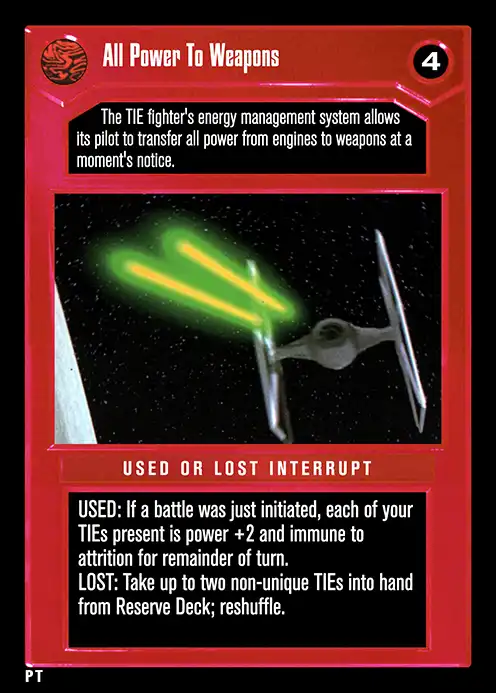 All Power To Weapons
4
The TIE fighter's energy management system allows
its pilot to transfer all power from engines to weapons at a
moment's notice.
USED OR LOST INTERRUPT
USED: If a battle was just initiated, each of your
TIEs present is power +2 and immune to
attrition for remainder of turn.
LOST: Take up to two non-unique TIEs into hand
from Reserve Deck; reshuffle.
PT